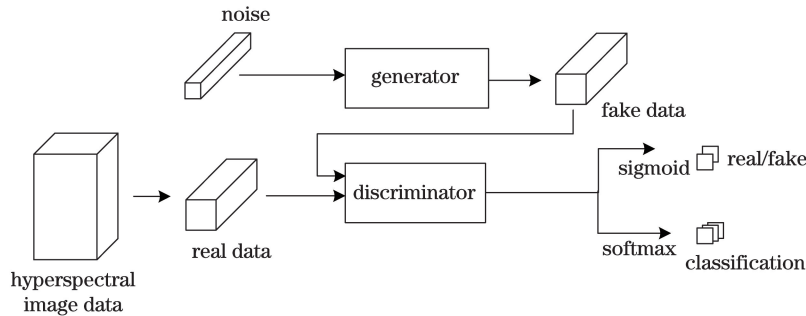 noise
generator
fake data
hyperspectral
image data
real data
discriminator
sigmoid
real/fake
softmax
classification